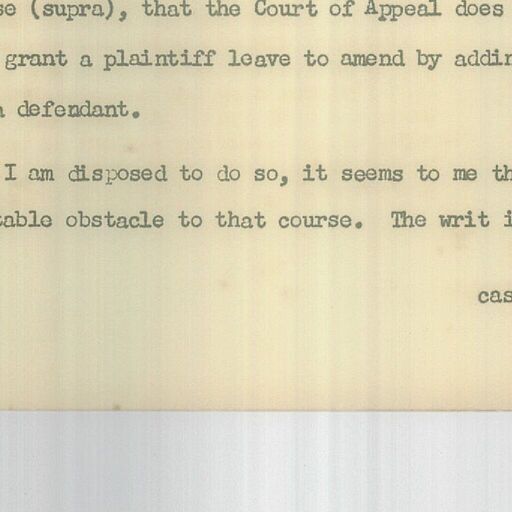 se (supra), that the Court of Appeal does
grant a plaintiff leave to amend by addin
a defendant.
I am disposed to do so, it seems to me th
table obstacle to that course. The writ i
cas